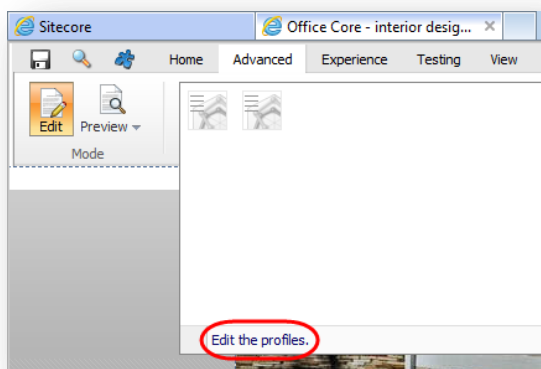 Sitecore
Office Core - interior desig...
Home Advanced Experience Testing View
Edit Preview
Mode
Edit the profiles.